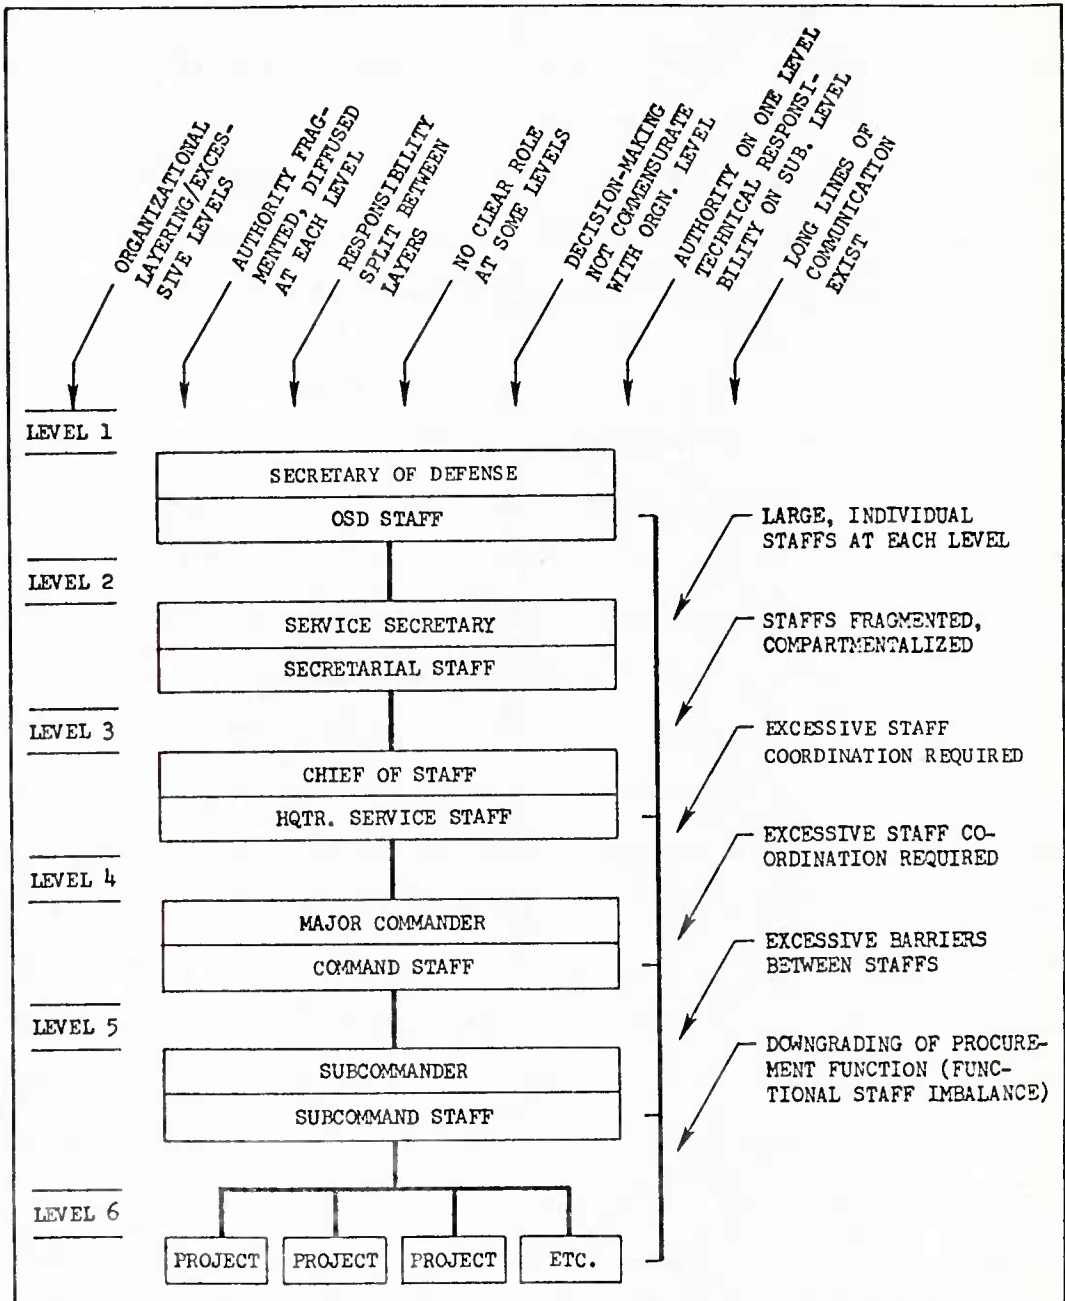 ORGANIZATIONAL
LAYERING/EXCES-
SIVE LEVELS
AUTHORITY FRAG-
MENTED, DIFFUSED
AT EACH LEVEL
RESPONSIBILITY
SPLIT BETWEEN
LAYERS
NO CLEAR ROLE
AT SOME LEVELS
DECISION-MAKING
NOT COMMENSURATE
WITH ORGN. LEVEL
AUTHORITY ON ONE LEVEL
TECHNICAL RESPONSI-
BILITY ON SUB. LEVEL
LONG LINES OF
COMMUNICATION
EXIST
LEVEL 1
SECRETARY OF DEFENSE
OSD STAFF
LEVEL 2
SERVICE SECRETARY
SECRETARIAL STAFF
LEVEL 3
CHIEF OF STAFF
HQTR. SERVICE STAFF
LEVEL 4
MAJOR COMMANDER
COMMAND STAFF
LEVEL 5
SUBCOMMANDER
SUBCOMMAND STAFF
LEVEL 6
PROJECT
PROJECT
PROJECT
ETC.
LARGE, INDIVIDUAL
STAFFS AT EACH LEVEL
STAFFS FRAGMENTED,
COMPARTMENTALIZED
EXCESSIVE STAFF
COORDINATION REQUIRED
EXCESSIVE STAFF CO-
ORDINATION REQUIRED
EXCESSIVE BARRIERS
BETWEEN STAFFS
DOWNGRADING OF PROCURE-
MENT FUNCTION (FUNC-
TIONAL STAFF IMBALANCE)